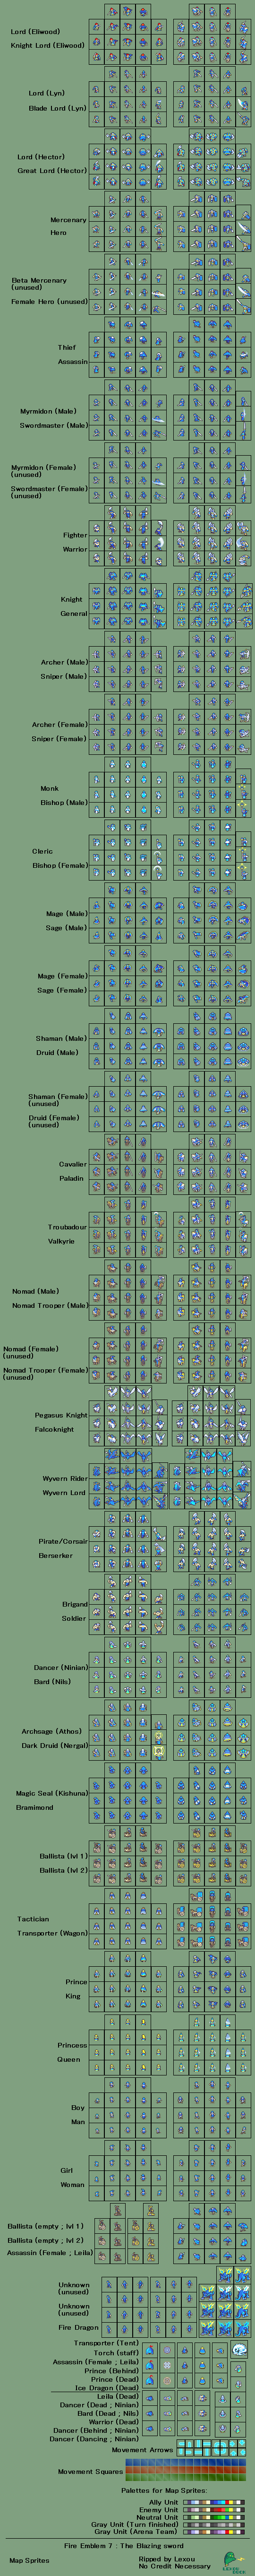 Lord (Eliwood)
Knight Lord (Eliwood)
Lord (Lyn)
Blade Lord (Lyn)
Lord (Hector)
Great Lord (Hector)
Mercenary
Hero
Beta Mercenary
(unused)
Female Hero (unused)
Thief
Assassin
Myrmidon (Male)
Swordmaster (Male)
Myrmidon (Female)
(unused)
Swordmaster (Female)
(unused)
Fighter
Warrior
Knight
General
Archer (Male)
Sniper (Male)
Archer (Female)
Sniper (Female)
Monk
Bishop (Male)
Cleric
Bishop (Female)
Mage (Male)
Sage (Male)
Mage (Female)
Sage (Female)
Shaman (Male)
Druid (Male)
Shaman (Female)
(unused)
Druid (Female)
(unused)
Cavalier
Paladin
Troubadour
Valkyrie
Nomad (Male)
Nomad Trooper (Male)
Nomad (Female)
(unused)
Nomad Trooper (Female)
(unused)
Pegasus Knight
Falcoknight
Wyvern Rider
Wyvern Lord
Pirate/Corsair
Berserker
Brigand
Soldier
Dancer (Ninian)
Bard (Nils)
Archsage (Athos)
Dark Druid (Nergal)
Magic Seal (Kishuna)
Bramimond
Ballista (lvl 1)
Ballista (lvl 2)
Tactician
Transporter (Wagon)
Prince
King
Princess
Queen
Boy
Man
Girl
Woman
Ballista (empty ; lvl 1)
Ballista (empty ; lvl 2)
Assassin (Female ; Leila)
Unknown
(unused)
Unknown
(unused)
Fire Dragon
Transporter (Tent)
Torch (staff)
Assassin (Female ; Leila)
Prince (Behind)
Prince (Dead)
Ice Dragon (Dead)
Leila (Dead)
Dancer (Dead ; Ninian)
Bard (Dead ; Nils)
Warrior (Dead)
Dancer (Behind ; Ninian)
Dancer (Dancing ; Ninian)
Movement Arrows
Movement Squares
Palettes for Map Sprites:
Ally Unit
Enemy Unit
Neutral Unit
Gray Unit (Turn finished)
Gray Unit (Arena Team)
Fire Emblem 7 : The Blazing sword
Map Sprites
Ripped by Lexou
No Credit Necessary